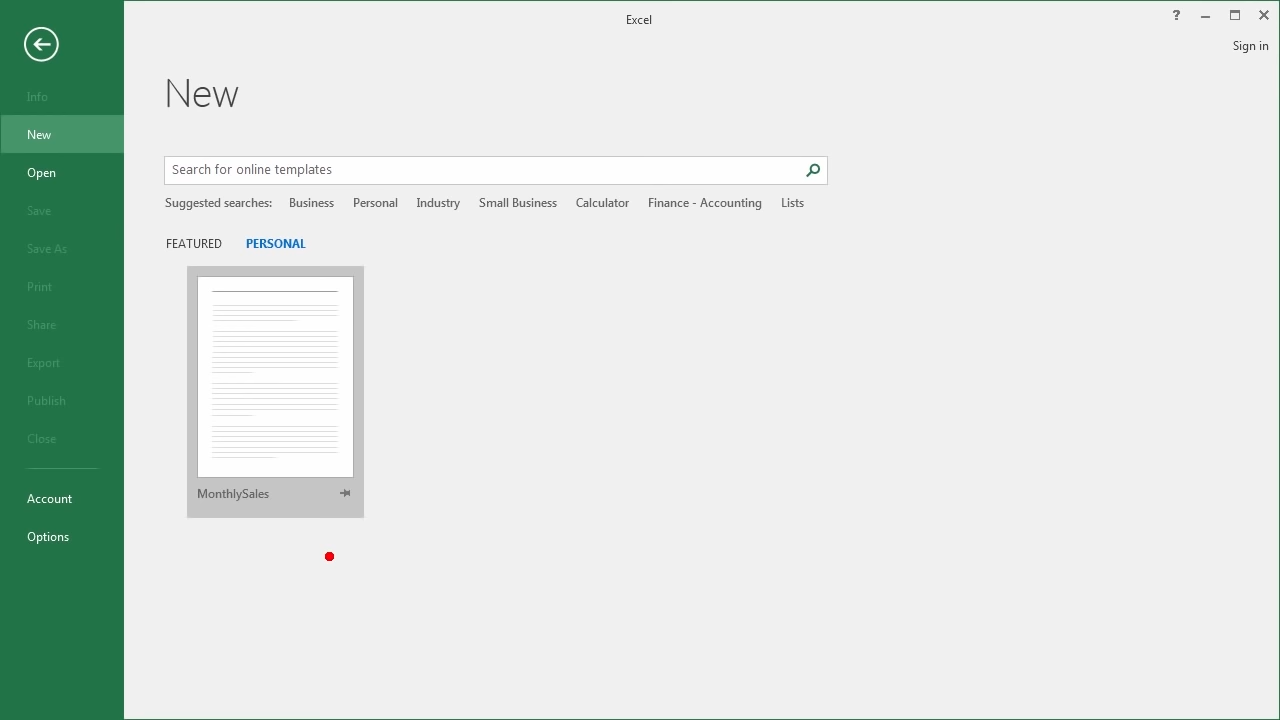 Excel
?
Sign in
Info
New
Open
Save
Save As
Print
Share
Export
Publish
Close
Account
Options
New
Search for online templates
Suggested searches: Business Personal Industry Small Business Calculator Finance - Accounting Lists
FEATURED PERSONAL
MonthlySales